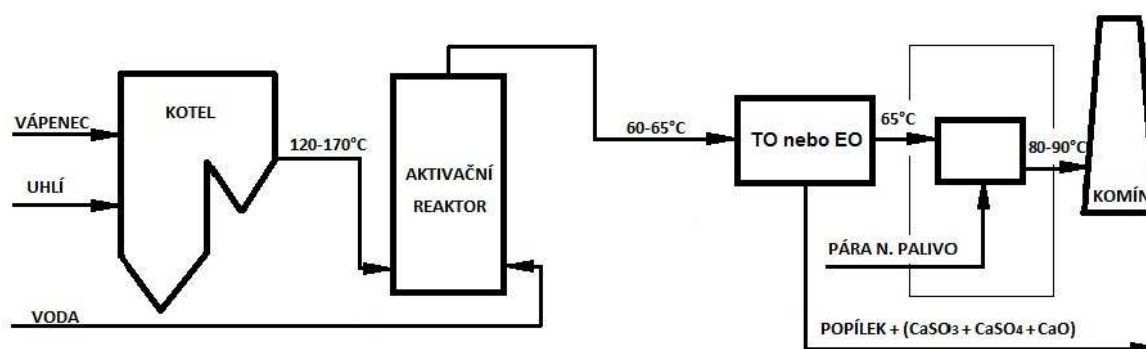 VÁPENEC
UHLÍ
VODA
KOTEL
120-170°C
AKTIVAČNÍ
REAKTOR
60-65°C
TO nebo EO
65°C
80-90°C
PÁRA N. PALIVO
KOMÍN
POPÍLEK + (CaSO3 + CaSO4 + CaO)